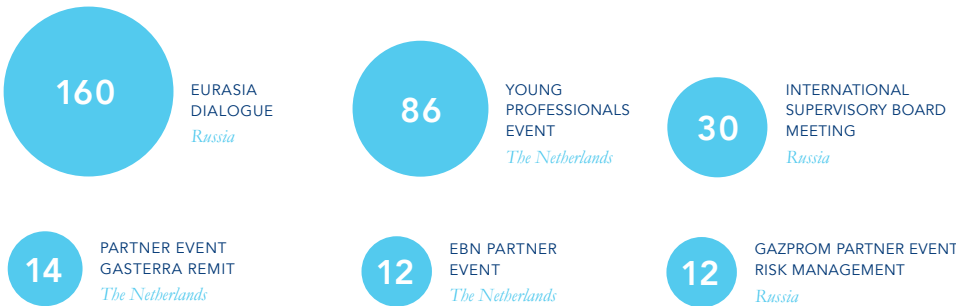 160
EURASIA
DIALOGUE
Russia
86
YOUNG
PROFESSIONALS
EVENT
The Netherlands
30
INTERNATIONAL
SUPERVISORY BOARD
MEETING
Russia
14
PARTNER EVENT
GASTERRA REMIT
The Netherlands
12
EBN PARTNER
EVENT
The Netherlands
12
GAZPROM PARTNER EVENT
RISK MANAGEMENT
Russia